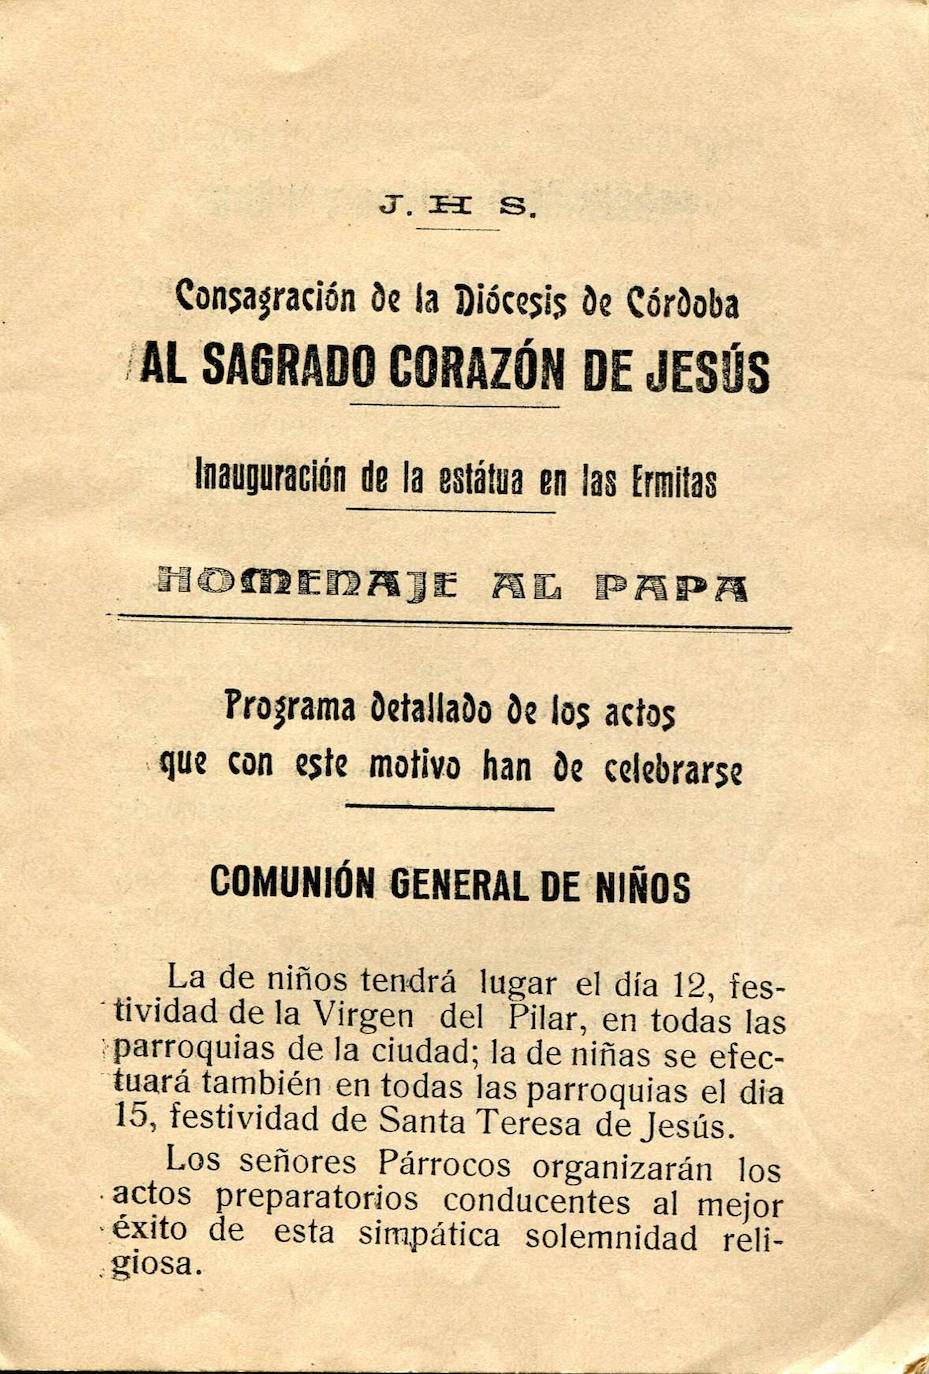 J. H S.
Consagración de la Diócesis de Córdoba
AL SAGRADO CORAZÓN DE JESÚS
Inauguración de la estátua en las Ermitas
HOMENAJE AL PAPA
Programa detallado de los actos
que con este motivo han de celebrarse
COMUNIÓN GENERAL DE NIÑOS
La de niños tendrá lugar el día 12, fes-
tividad de la Virgen del Pilar, en todas las
parroquias de la ciudad; la de niñas se efec-
tuará también en todas las parroquias el dia
15, festividad de Santa Teresa de Jesús.
Los señores Párrocos organizarán los
actos preparatorios conducentes al mejor
éxito de esta simpática solemnidad reli-
giosa.